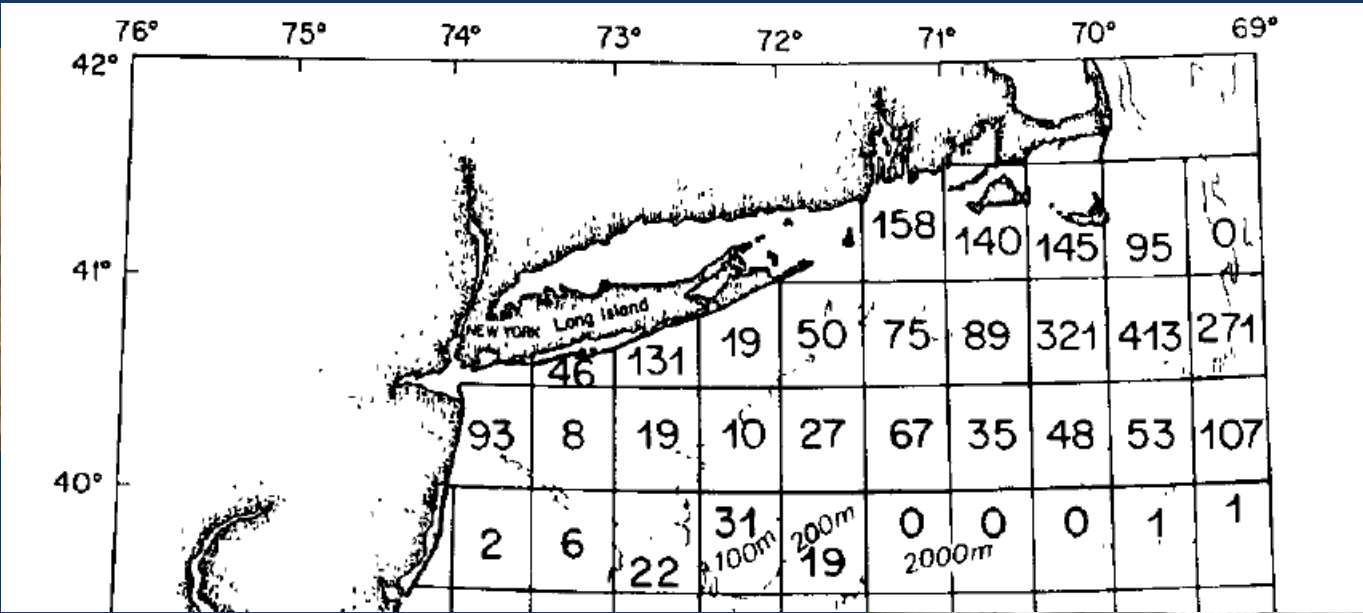 76° 75° 74° 73° 72° 71° 70° 69°
42°
158 140 145 95 0
41°
NEW YORK Long Island
46 131 19 50 75 89 321 413 271
93 8 19 10 27 67 35 48 53 107
40°
2 6 22 31 19 0 0 0 1 1
100m 200m 2000m